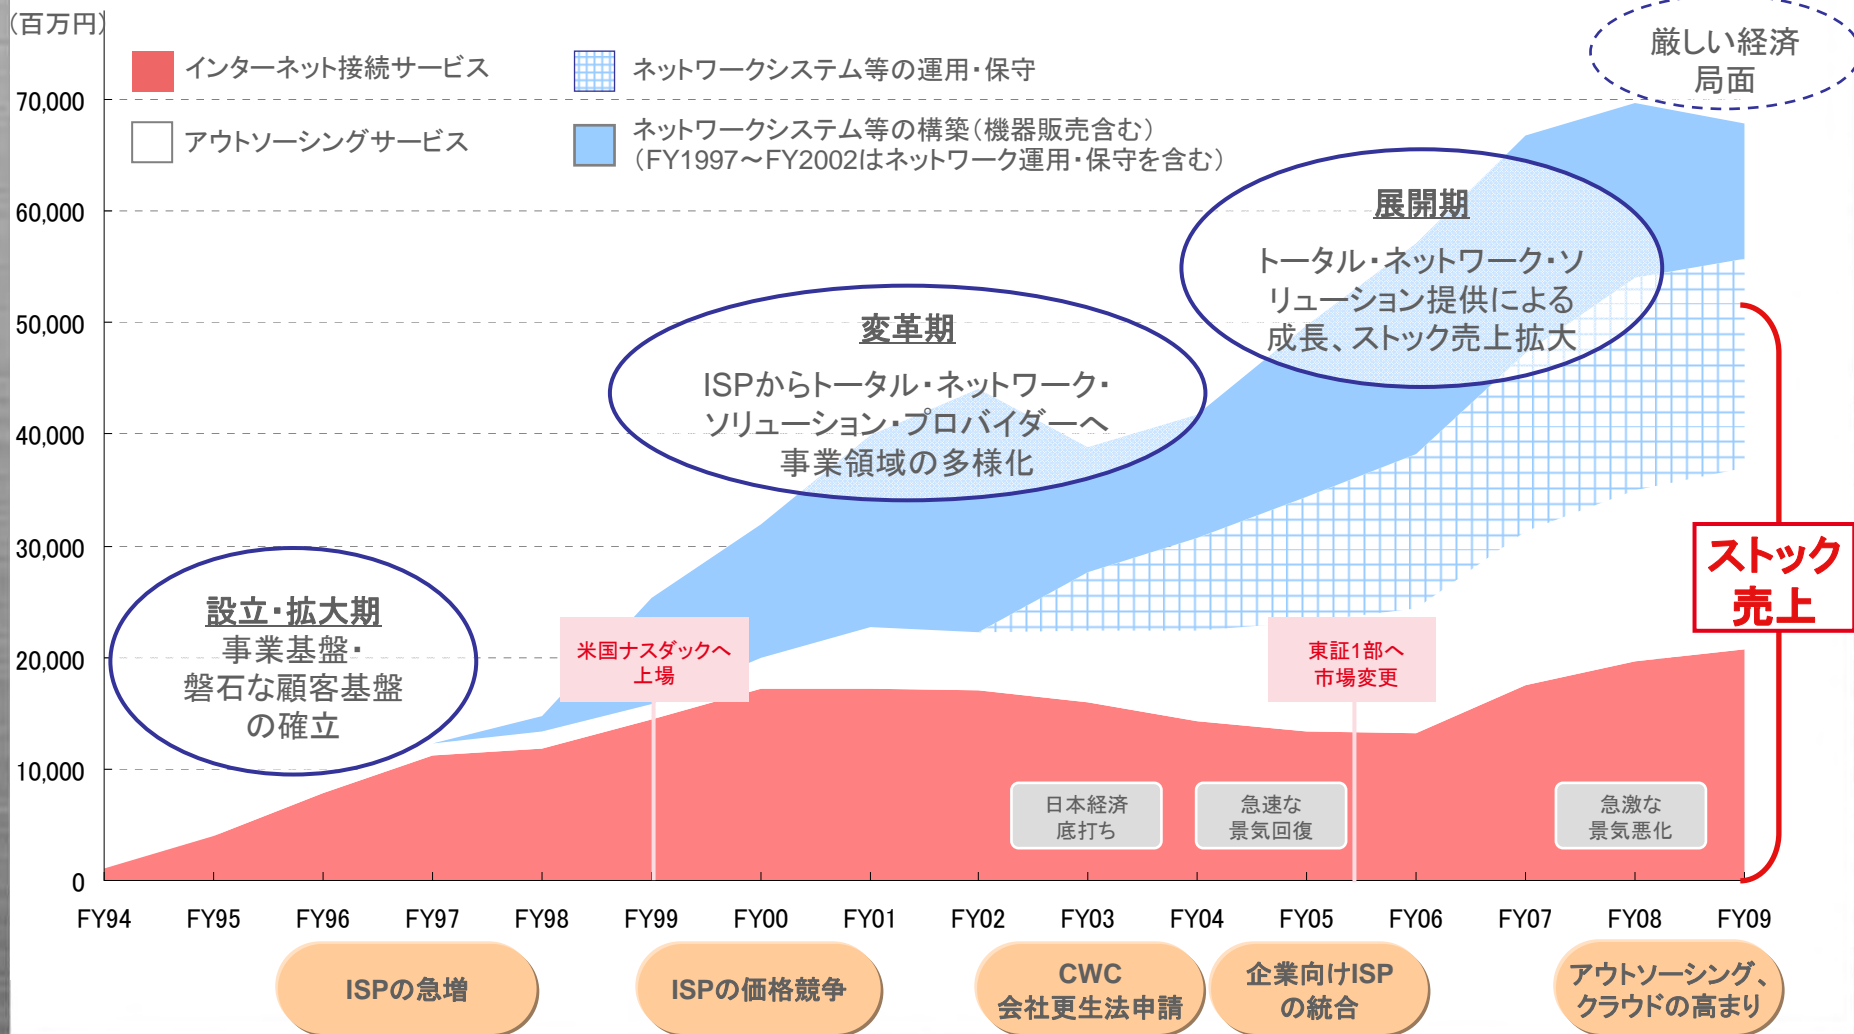 (百万円)
インターネット接続サービス
ネットワークシステム等の運用・保守
アウトソーシングサービス
ネットワークシステム等の構築(機器販売含む)
(FY1997～FY2002はネットワーク運用・保守を含む)
厳しい経済
局面
70,000
60,000
50,000
40,000
30,000
20,000
10,000
0
展開期
トータル・ネットワーク・ソ
リューション提供による
成長、ストック売上拡大
変革期
ISPからトータル・ネットワーク・
ソリューション・プロバイダーへ
事業領域の多様化
設立・拡大期
事業基盤・
磐石な顧客基盤
の確立
ストック
売上
米国ナスダックへ
上場
東証1部へ
市場変更
日本経済
底打ち
急速な
景気回復
急激な
景気悪化
FY94 FY95 FY96 FY97 FY98 FY99 FY00 FY01 FY02 FY03 FY04 FY05 FY06 FY07 FY08 FY09
ISPの急増
ISPの価格競争
CWC
会社更生法申請
企業向けISP
の統合
アウトソーシング、
クラウドの高まり